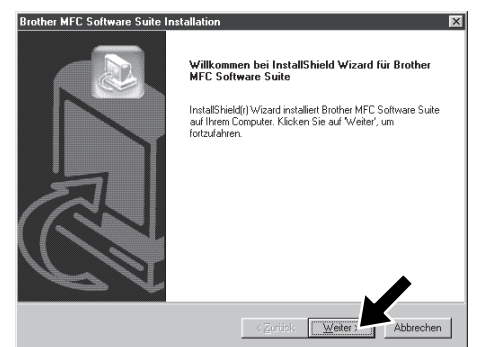 Brother MFC Software Suite Installation
Willkommen bei InstallShield Wizard für Brother
MFC Software Suite
InstallShield(r) Wizard installiert Brother MFC Software Suite
auf Ihrem Computer. Klicken Sie auf 'Weiter', um
fortzufahren.
< Zurück Weiter > Abbrechen